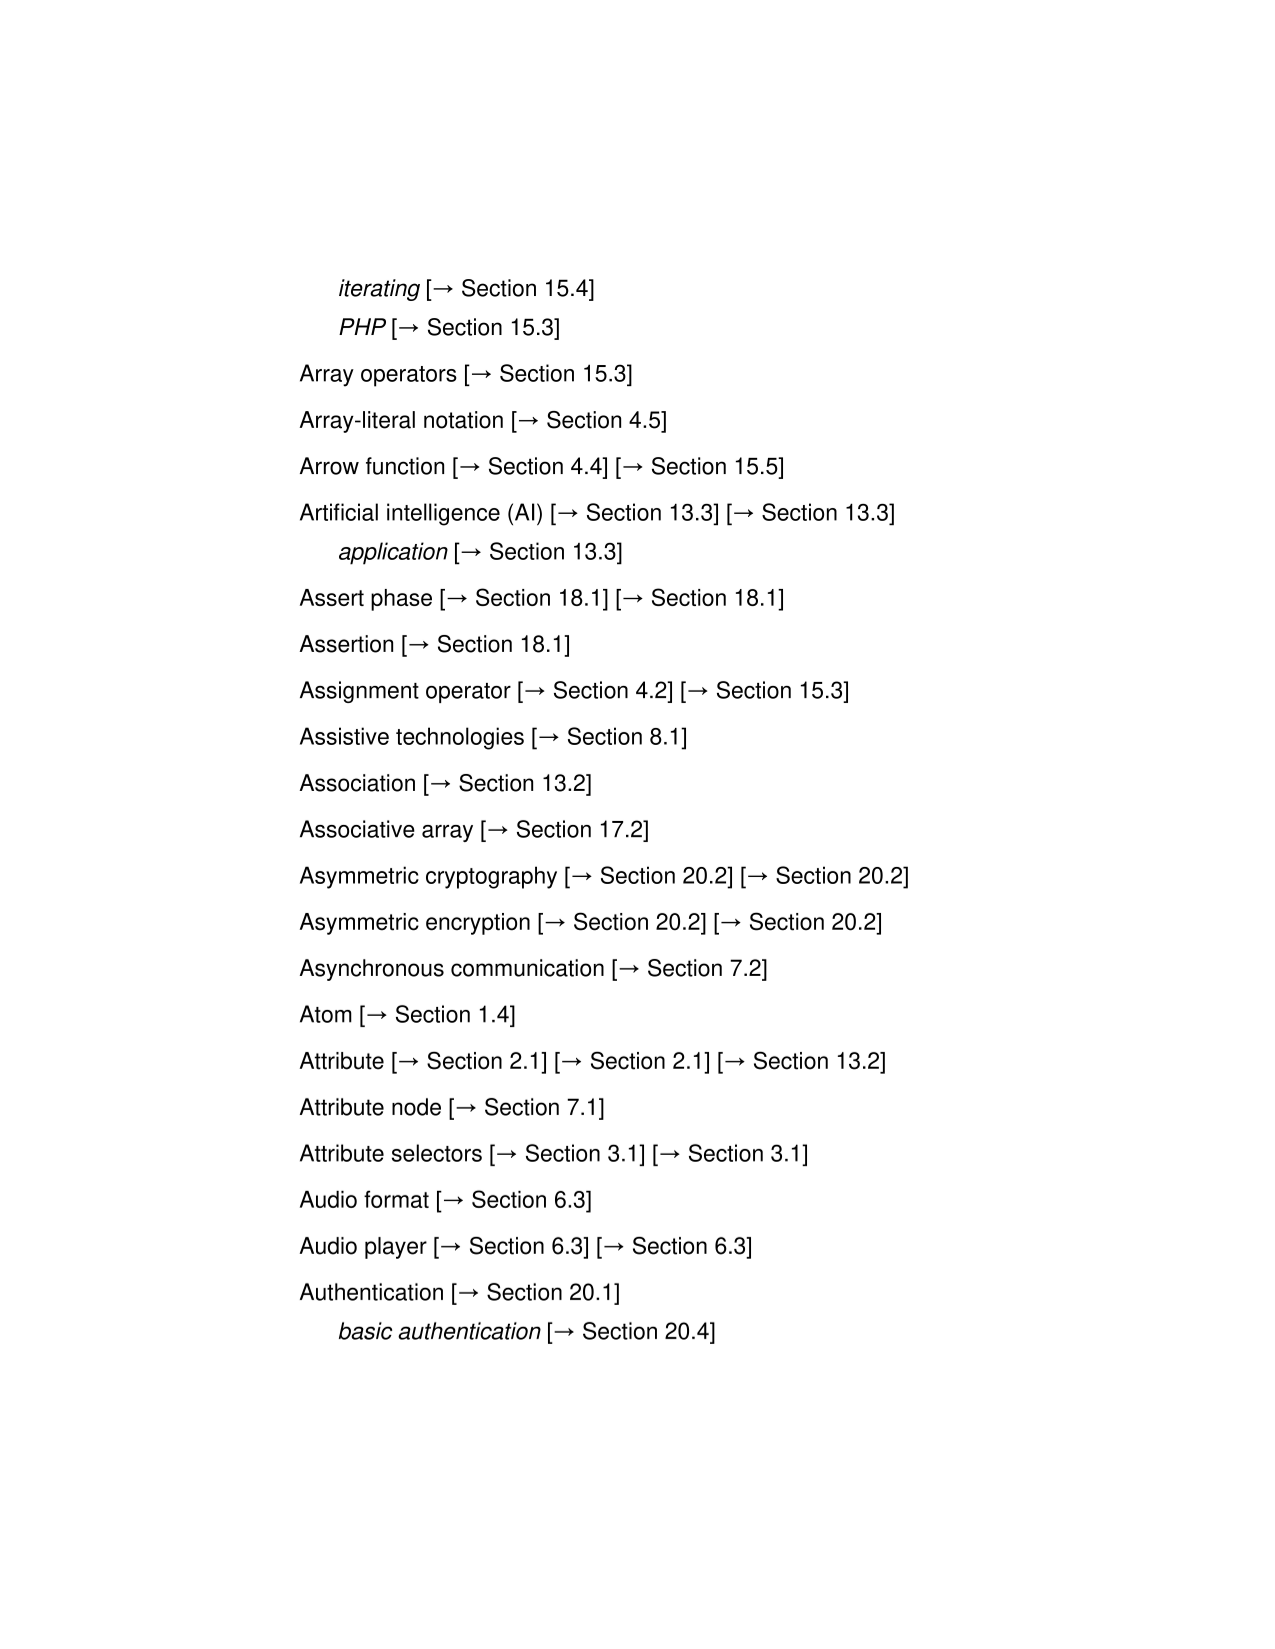 iterating [→ Section 15.4]
PHP [→ Section 15.3]
Array operators [→ Section 15.3]
Array-literal notation [→ Section 4.5]
Arrow function [→ Section 4.4] [→ Section 15.5]
Artificial intelligence (AI) [→ Section 13.3] [→ Section 13.3]
application [→ Section 13.3]
Assert phase [→ Section 18.1] [→ Section 18.1]
Assertion [→ Section 18.1]
Assignment operator [→ Section 4.2] [→ Section 15.3]
Assistive technologies [→ Section 8.1]
Association [→ Section 13.2]
Associative array [→ Section 17.2]
Asymmetric cryptography [→ Section 20.2] [→ Section 20.2]
Asymmetric encryption [→ Section 20.2] [→ Section 20.2]
Asynchronous communication [→ Section 7.2]
Atom [→ Section 1.4]
Attribute [→ Section 2.1] [→ Section 2.1] [→ Section 13.2]
Attribute node [→ Section 7.1]
Attribute selectors [→ Section 3.1] [→ Section 3.1]
Audio format [→ Section 6.3]
Audio player [→ Section 6.3] [→ Section 6.3]
Authentication [→ Section 20.1]
basic authentication [→ Section 20.4]